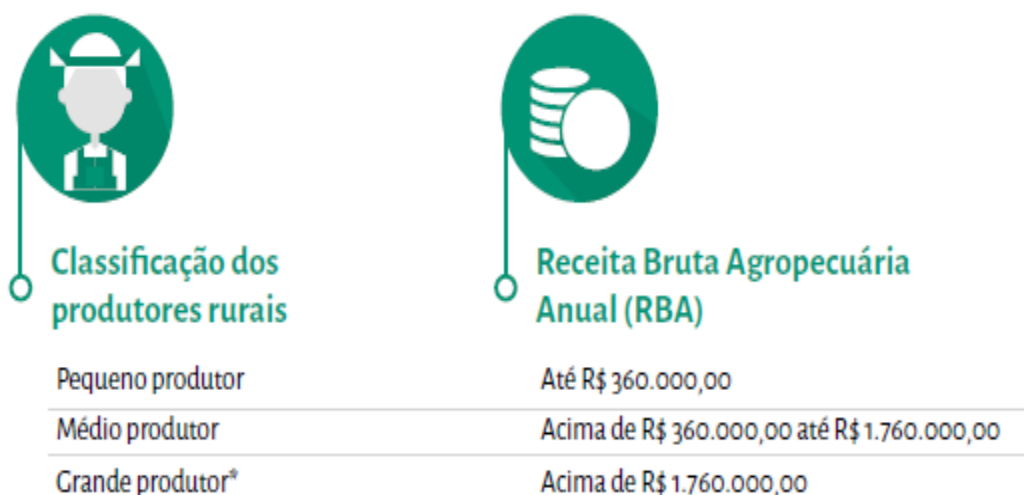 Classificação dos
produtores rurais
Receita Bruta Agropecuária
Anual (RBA)
Pequeno produtor Até R$ 360.000,00
Médio produtor Acima de R$ 360.000,00 até R$ 1.760.000,00
Grande produtor* Acima de R$ 1.760.000,00